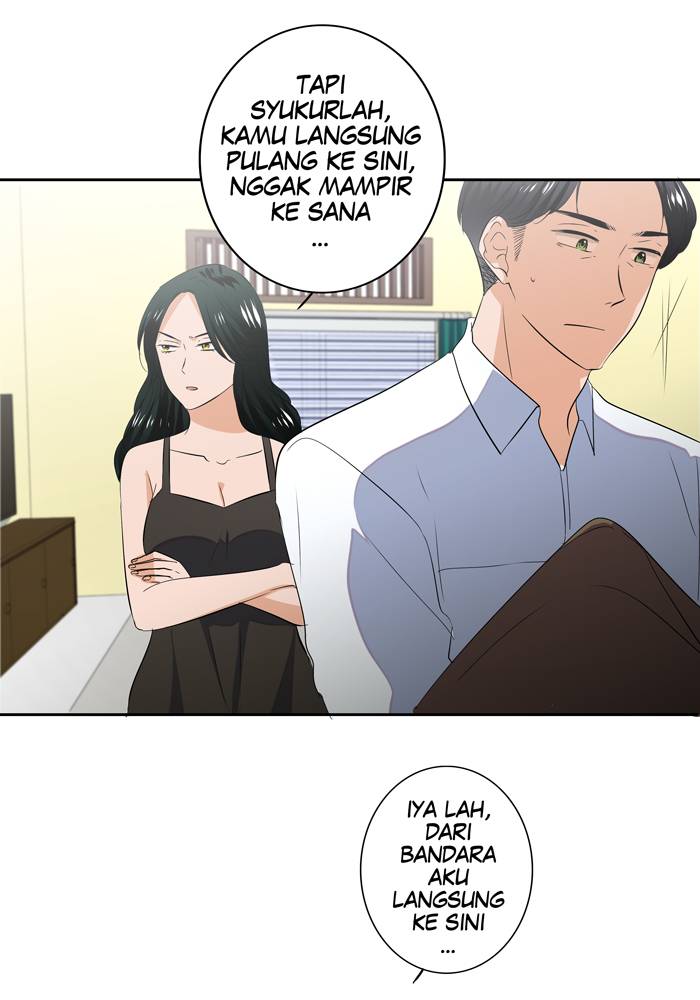 TAPI
SYUKURLAH,
KAMU LANGSUNG
PULANG KE SINI,
NGGAK MAMPIR
KE SANA
...
IYA LAH,
DARI
BANDARA
AKU
LANGSUNG
KE SINI
...